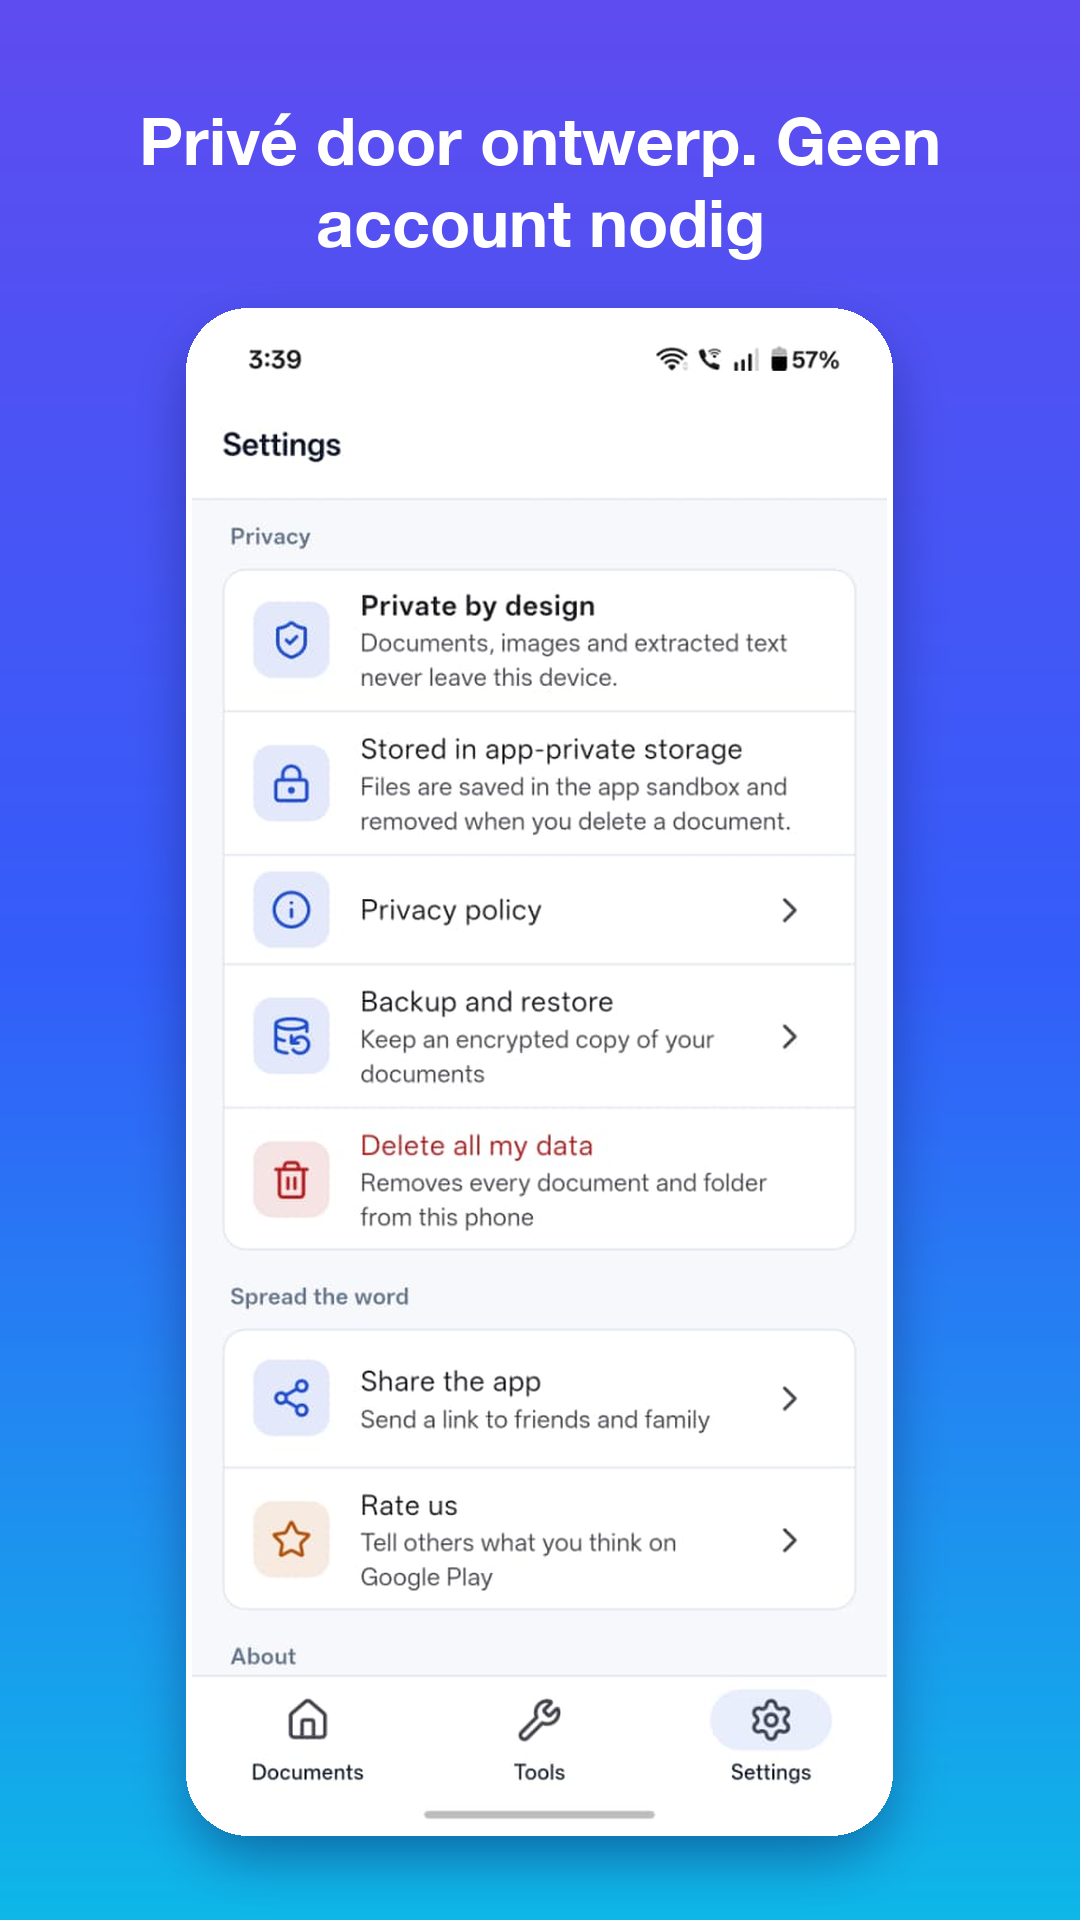 Privé door ontwerp. Geen
account nodig
3:39
57%
Settings
Privacy
Private by design
Documents, images and extracted text
never leave this device.
Stored in app-private storage
Files are saved in the app sandbox and
removed when you delete a document.
Privacy policy
Backup and restore
Keep an encrypted copy of your
documents
Delete all my data
Removes every document and folder
from this phone
Spread the word
Share the app
Send a link to friends and family
Rate us
Tell others what you think on
Google Play
About
Documents
Tools
Settings